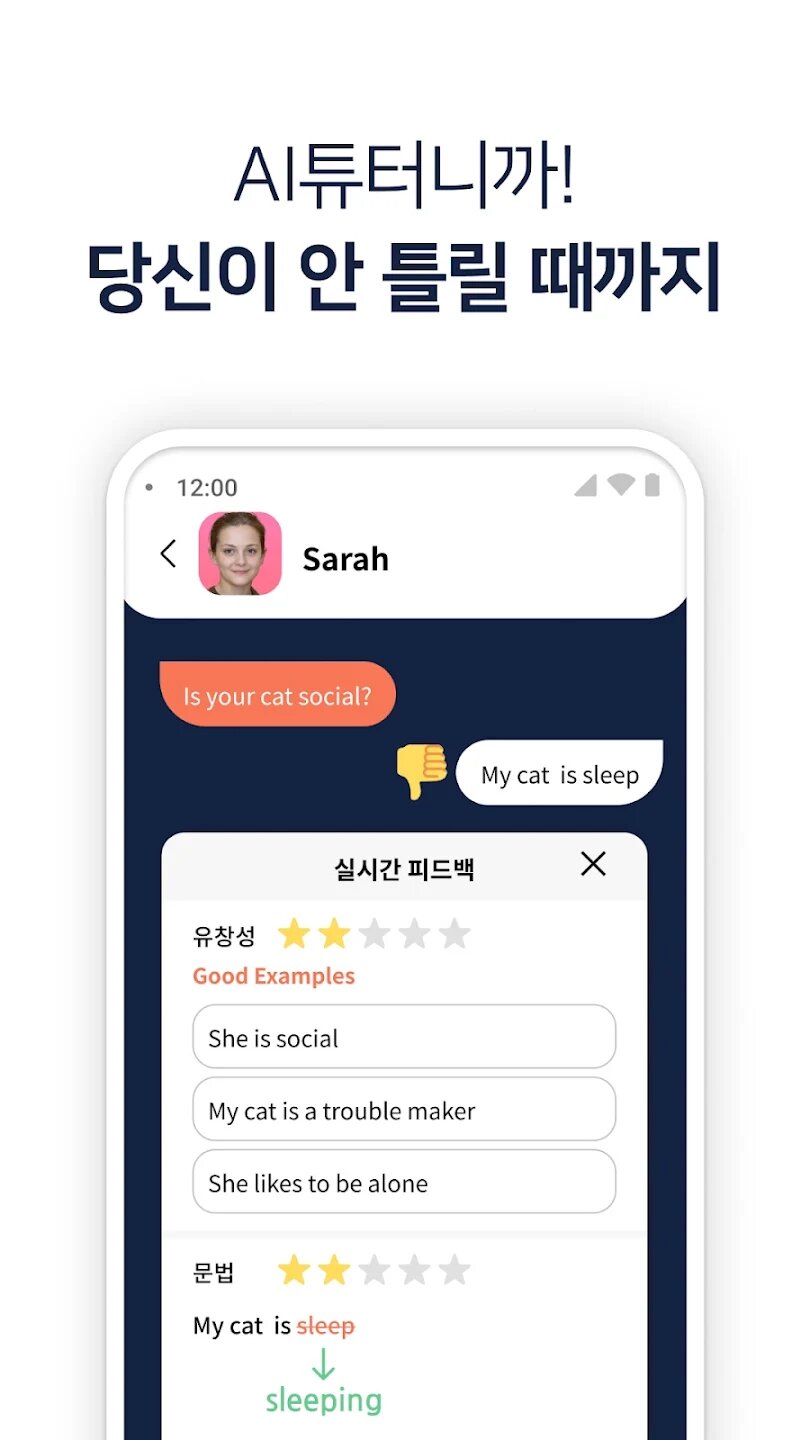 AI튜터니까!
당신이 안 틀릴 때까지
12:00
Sarah
Is your cat social?
My cat is sleep
실시간 피드백
유창성
Good Examples
She is social
My cat is a trouble maker
She likes to be alone
문법
My cat is sleep
sleeping